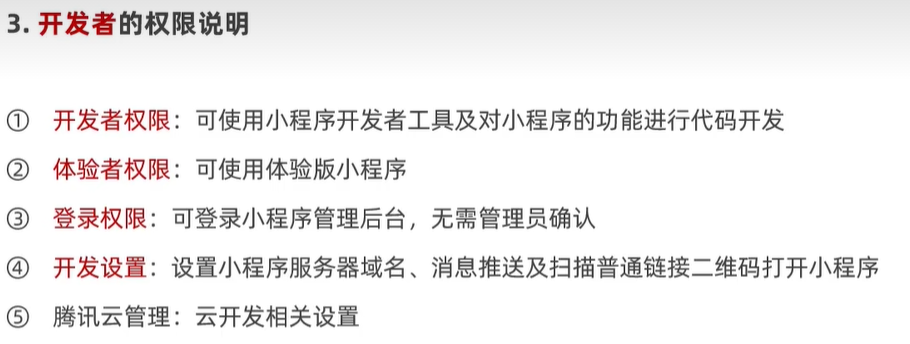 3. 开发者的权限说明
① 开发者权限：可使用小程序开发者工具及对小程序的功能进行代码开发
② 体验者权限：可使用体验版小程序
③ 登录权限：可登录小程序管理后台，无需管理员确认
④ 开发设置：设置小程序服务器域名、消息推送及扫描普通链接二维码打开小程序
⑤ 腾讯云管理：云开发相关设置